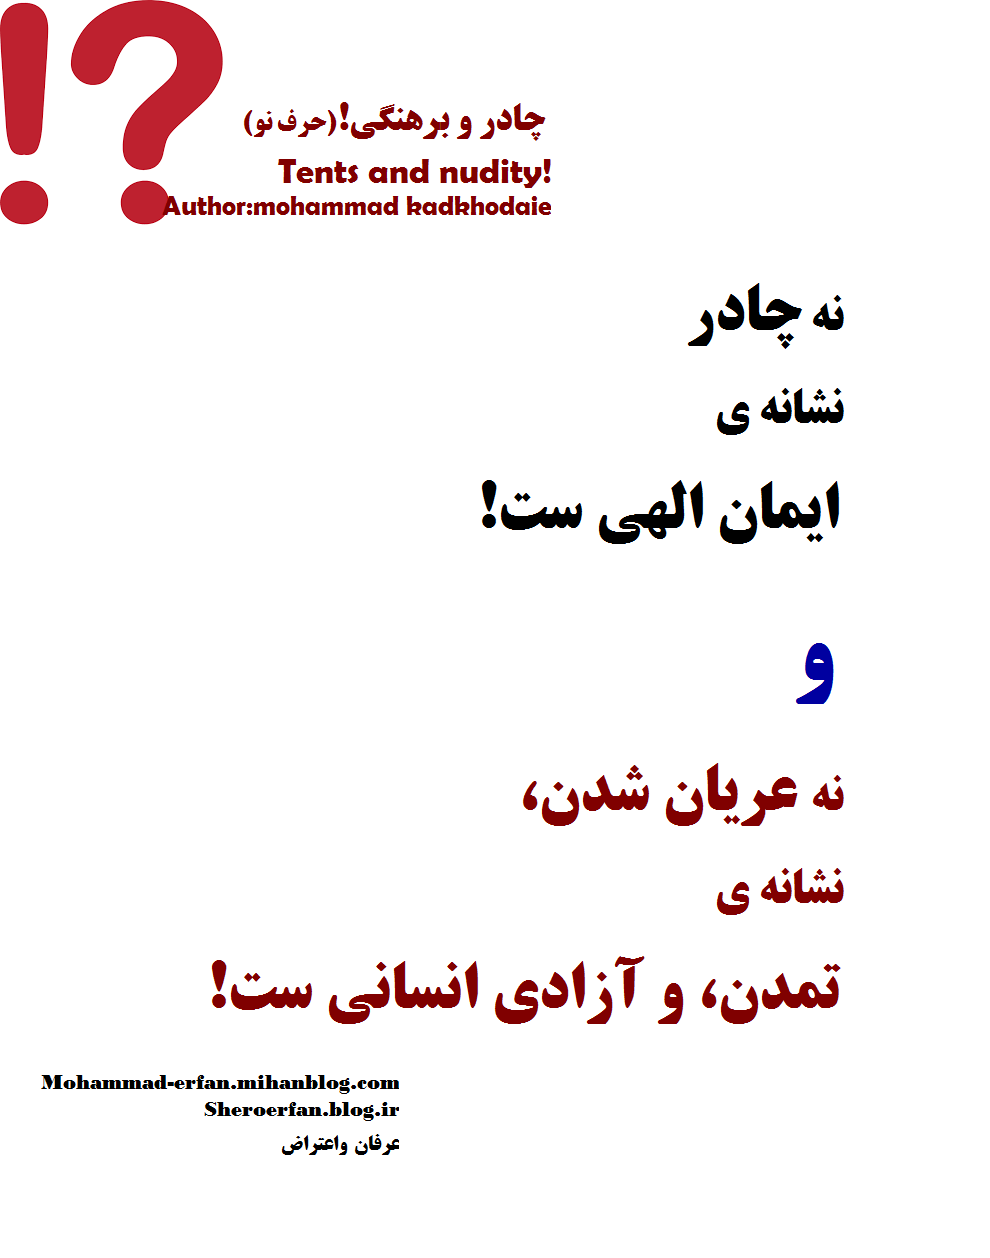 !?
چادر و برهنگی!(حرف نو)
Tents and nudity!
Author:mohammad kadkhodaie
نه چادر
نشانه ی
ایمان الهی ست!
و
نه عریان شدن،
نشانه ی
تمدن، و آزادی انسانی ست!
Mohammad-erfan.mihanblog.com
Sheroerfan.blog.ir
عرفان واعتراض